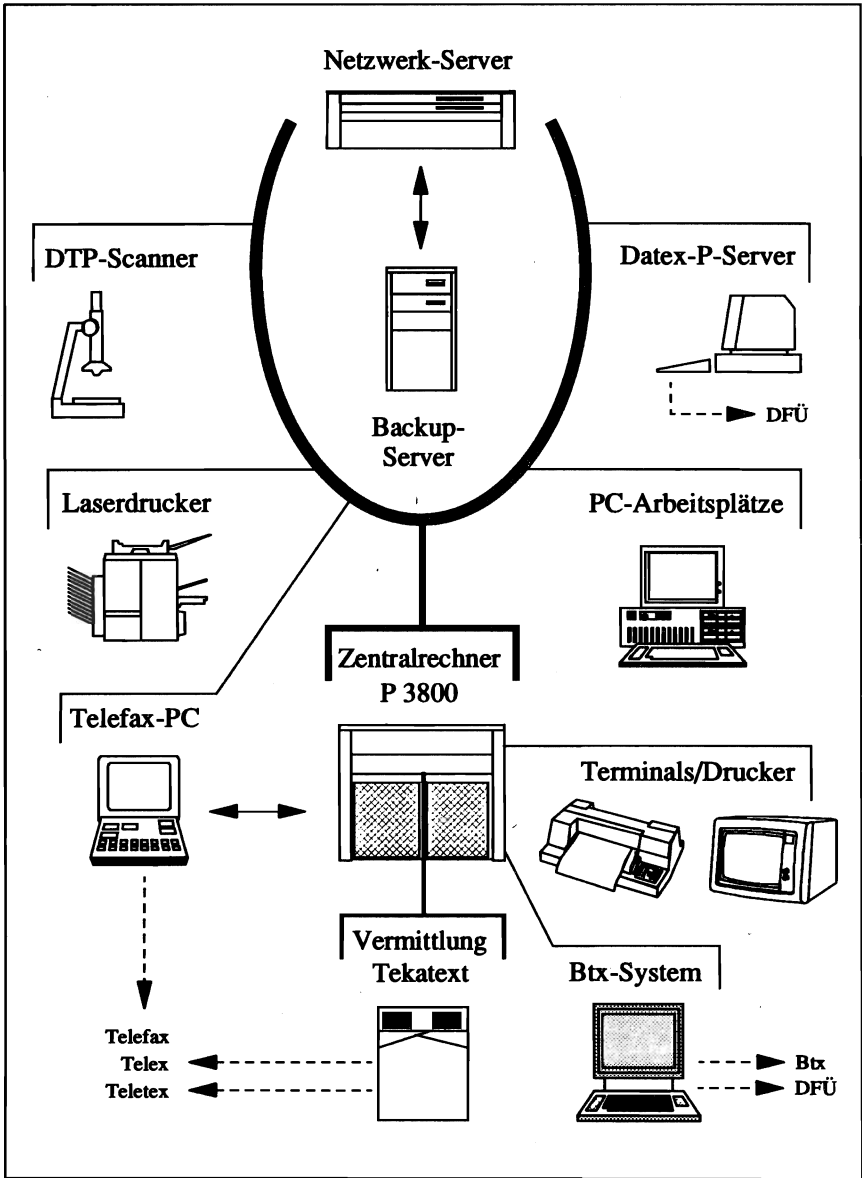 Netzwerk-Server
DTP-Scanner
Datex-P-Server
DFÜ
Backup-
Server
Laserdrucker
PC-Arbeitsplätze
Zentralrechner
P 3800
Telefax-PC
Terminals/Drucker
Vermittlung
Tekatext
Btx-System
Telefax
Telex
Teletex
Btx
DFÜ